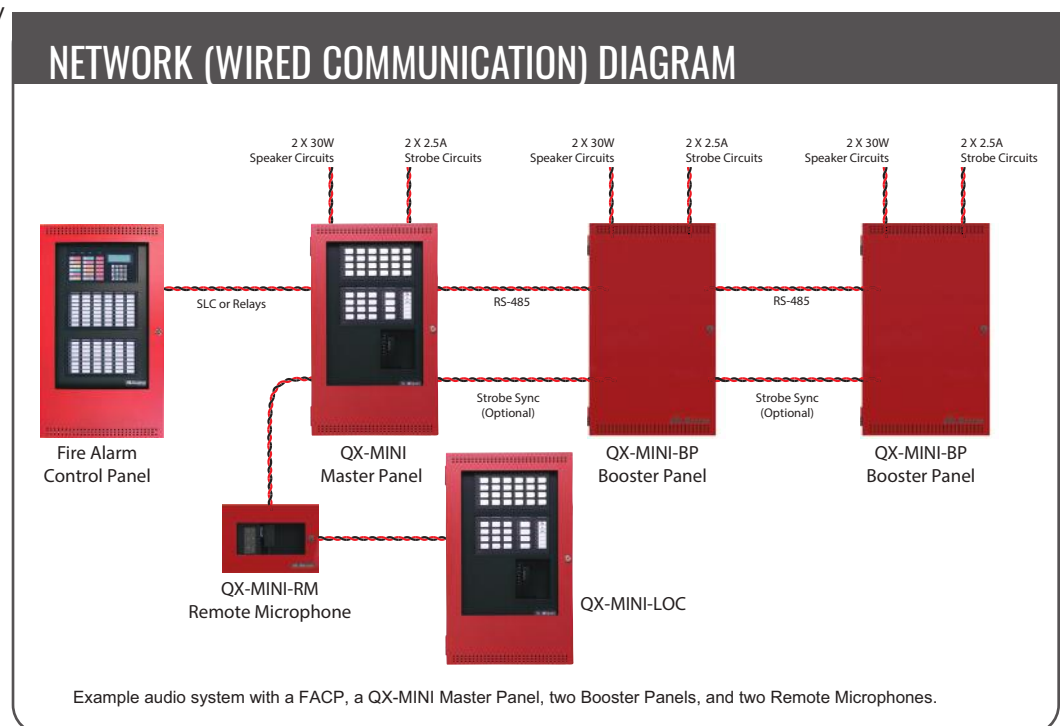 NETWORK (WIRED COMMUNICATION) DIAGRAM
2 X 30W
Speaker Circuits
2 X 2.5A
Strobe Circuits
2 X 30W
Speaker Circuits
2 X 2.5A
Strobe Circuits
2 X 30W
Speaker Circuits
2 X 2.5A
Strobe Circuits
SLC or Relays
RS-485
RS-485
Strobe Sync
(Optional)
Strobe Sync
(Optional)
Fire Alarm
Control Panel
QX-MINI
Master Panel
QX-MINI-BP
Booster Panel
QX-MINI-BP
Booster Panel
QX-MINI-RM
Remote Microphone
QX-MINI-LOC
Example audio system with a FACP, a QX-MINI Master Panel, two Booster Panels, and two Remote Microphones.